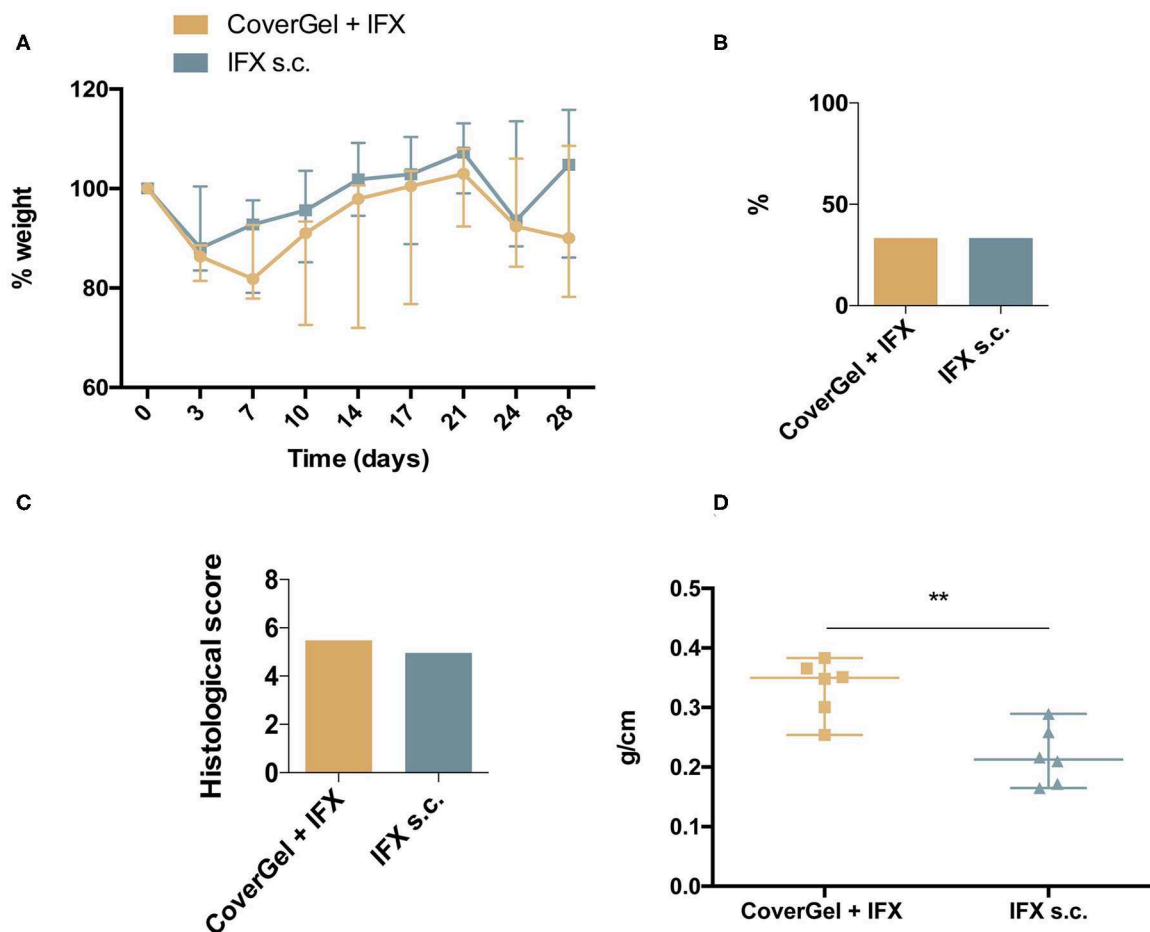 A
CoverGel + IFX
IFX s.c.
% weight
120
100
80
60
0
3
7
10
14
17
21
24
28
Time (days)
B
%
100
50
0
CoverGel + IFX
IFX s.c.
C
Histological score
8
6
4
2
0
CoverGel + IFX
IFX s.c.
D
g/cm
0.5
0.4
0.3
0.2
0.1
0.0
**
CoverGel + IFX
IFX s.c.